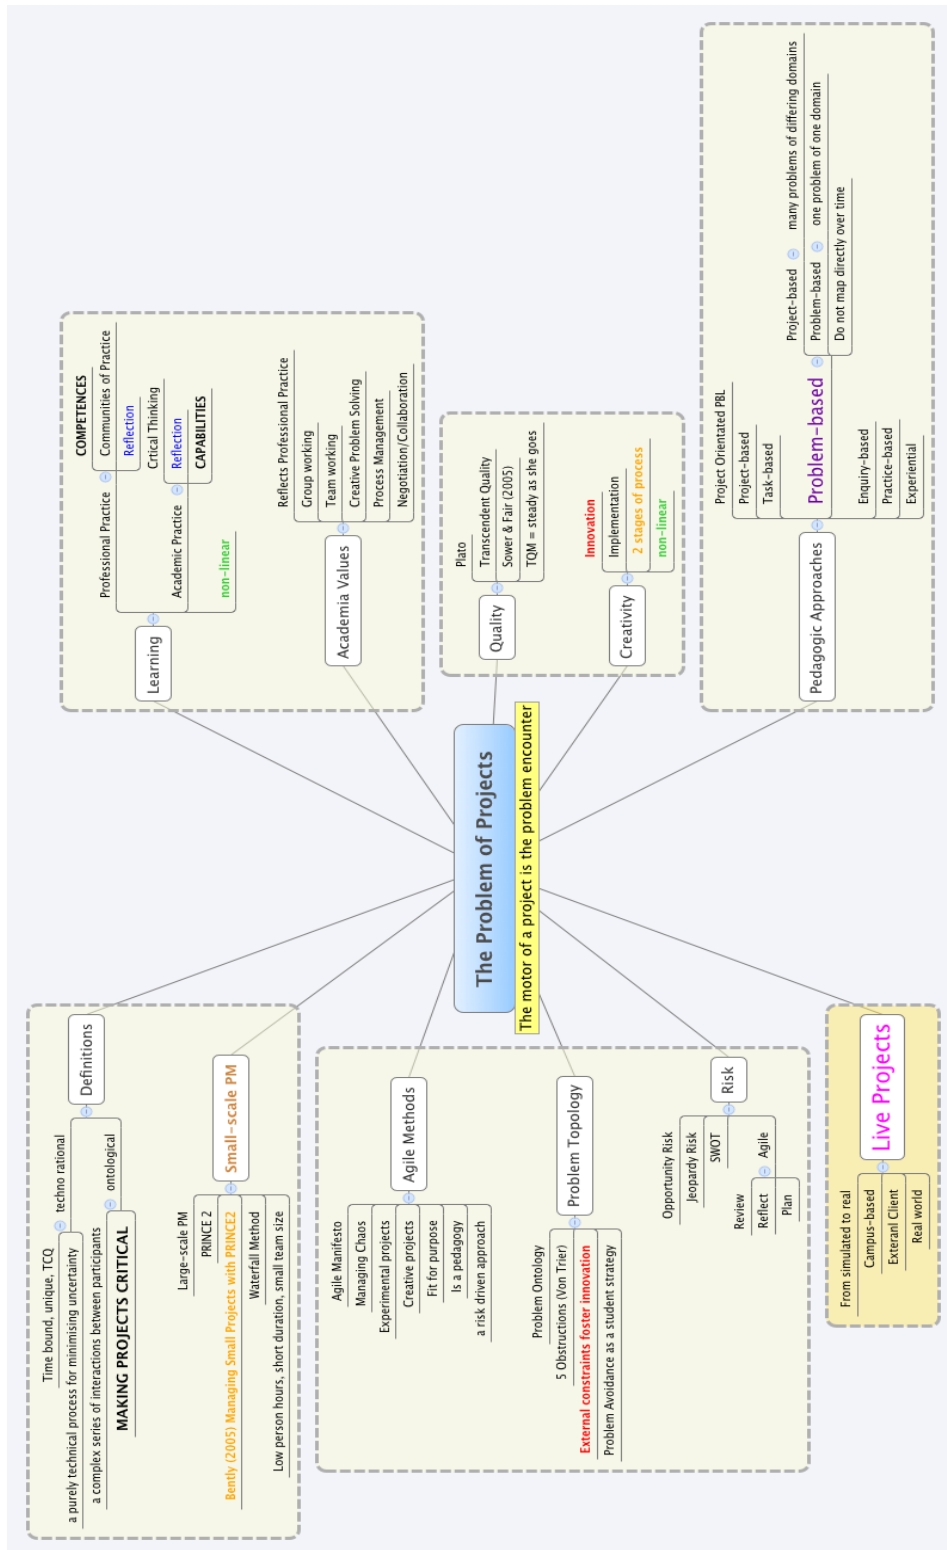 The Problem of Projects
The motor of a project is the problem encounter
Definitions
techno rational
Time bound, unique, TCQ
a purely technical process for minimising uncertainty
ontological
a complex series of interactions between participants
MAKING PROJECTS CRITICAL
Small-scale PM
Large-scale PM
PRINCE 2
Bently (2005) Managing Small Projects with PRINCE2
Waterfall Method
Low person hours, short duration, small team size
Agile Methods
Agile Manifesto
Managing Chaos
Experimental projects
Creative projects
Fit for purpose
Is a pedagogy
a risk driven approach
Problem Topology
Problem Ontology
5 Obstructions (Von Trier)
External constraints foster innovation
Problem Avoidance as a student strategy
Risk
Opportunity Risk
Jeopardy Risk
SWOT
Agile
Review
Reflect
Plan
Live Projects
From simulated to real
Campus-based
Exteranl Client
Real world
Learning
Professional Practice
COMPETENCES
Communities of Practice
Reflection
Academic Practice
Crtical Thinking
Reflection
CAPABILITIES
non-linear
Academia Values
Reflects Professional Practice
Group working
Team working
Creative Problem Solving
Process Management
Negotiation/Collaboration
Quality
Plato
Transcendent Quality
Sower & Fair (2005)
TQM = steady as she goes
Creativity
Innovation
Implementation
2 stages of process
non-linear
Pedagogic Approaches
Project Orientated PBL
Project-based
Task-based
Problem-based
Project-based
many problems of differing domains
Problem-based
one problem of one domain
Do not map directly over time
Enquiry-based
Practice-based
Experiential